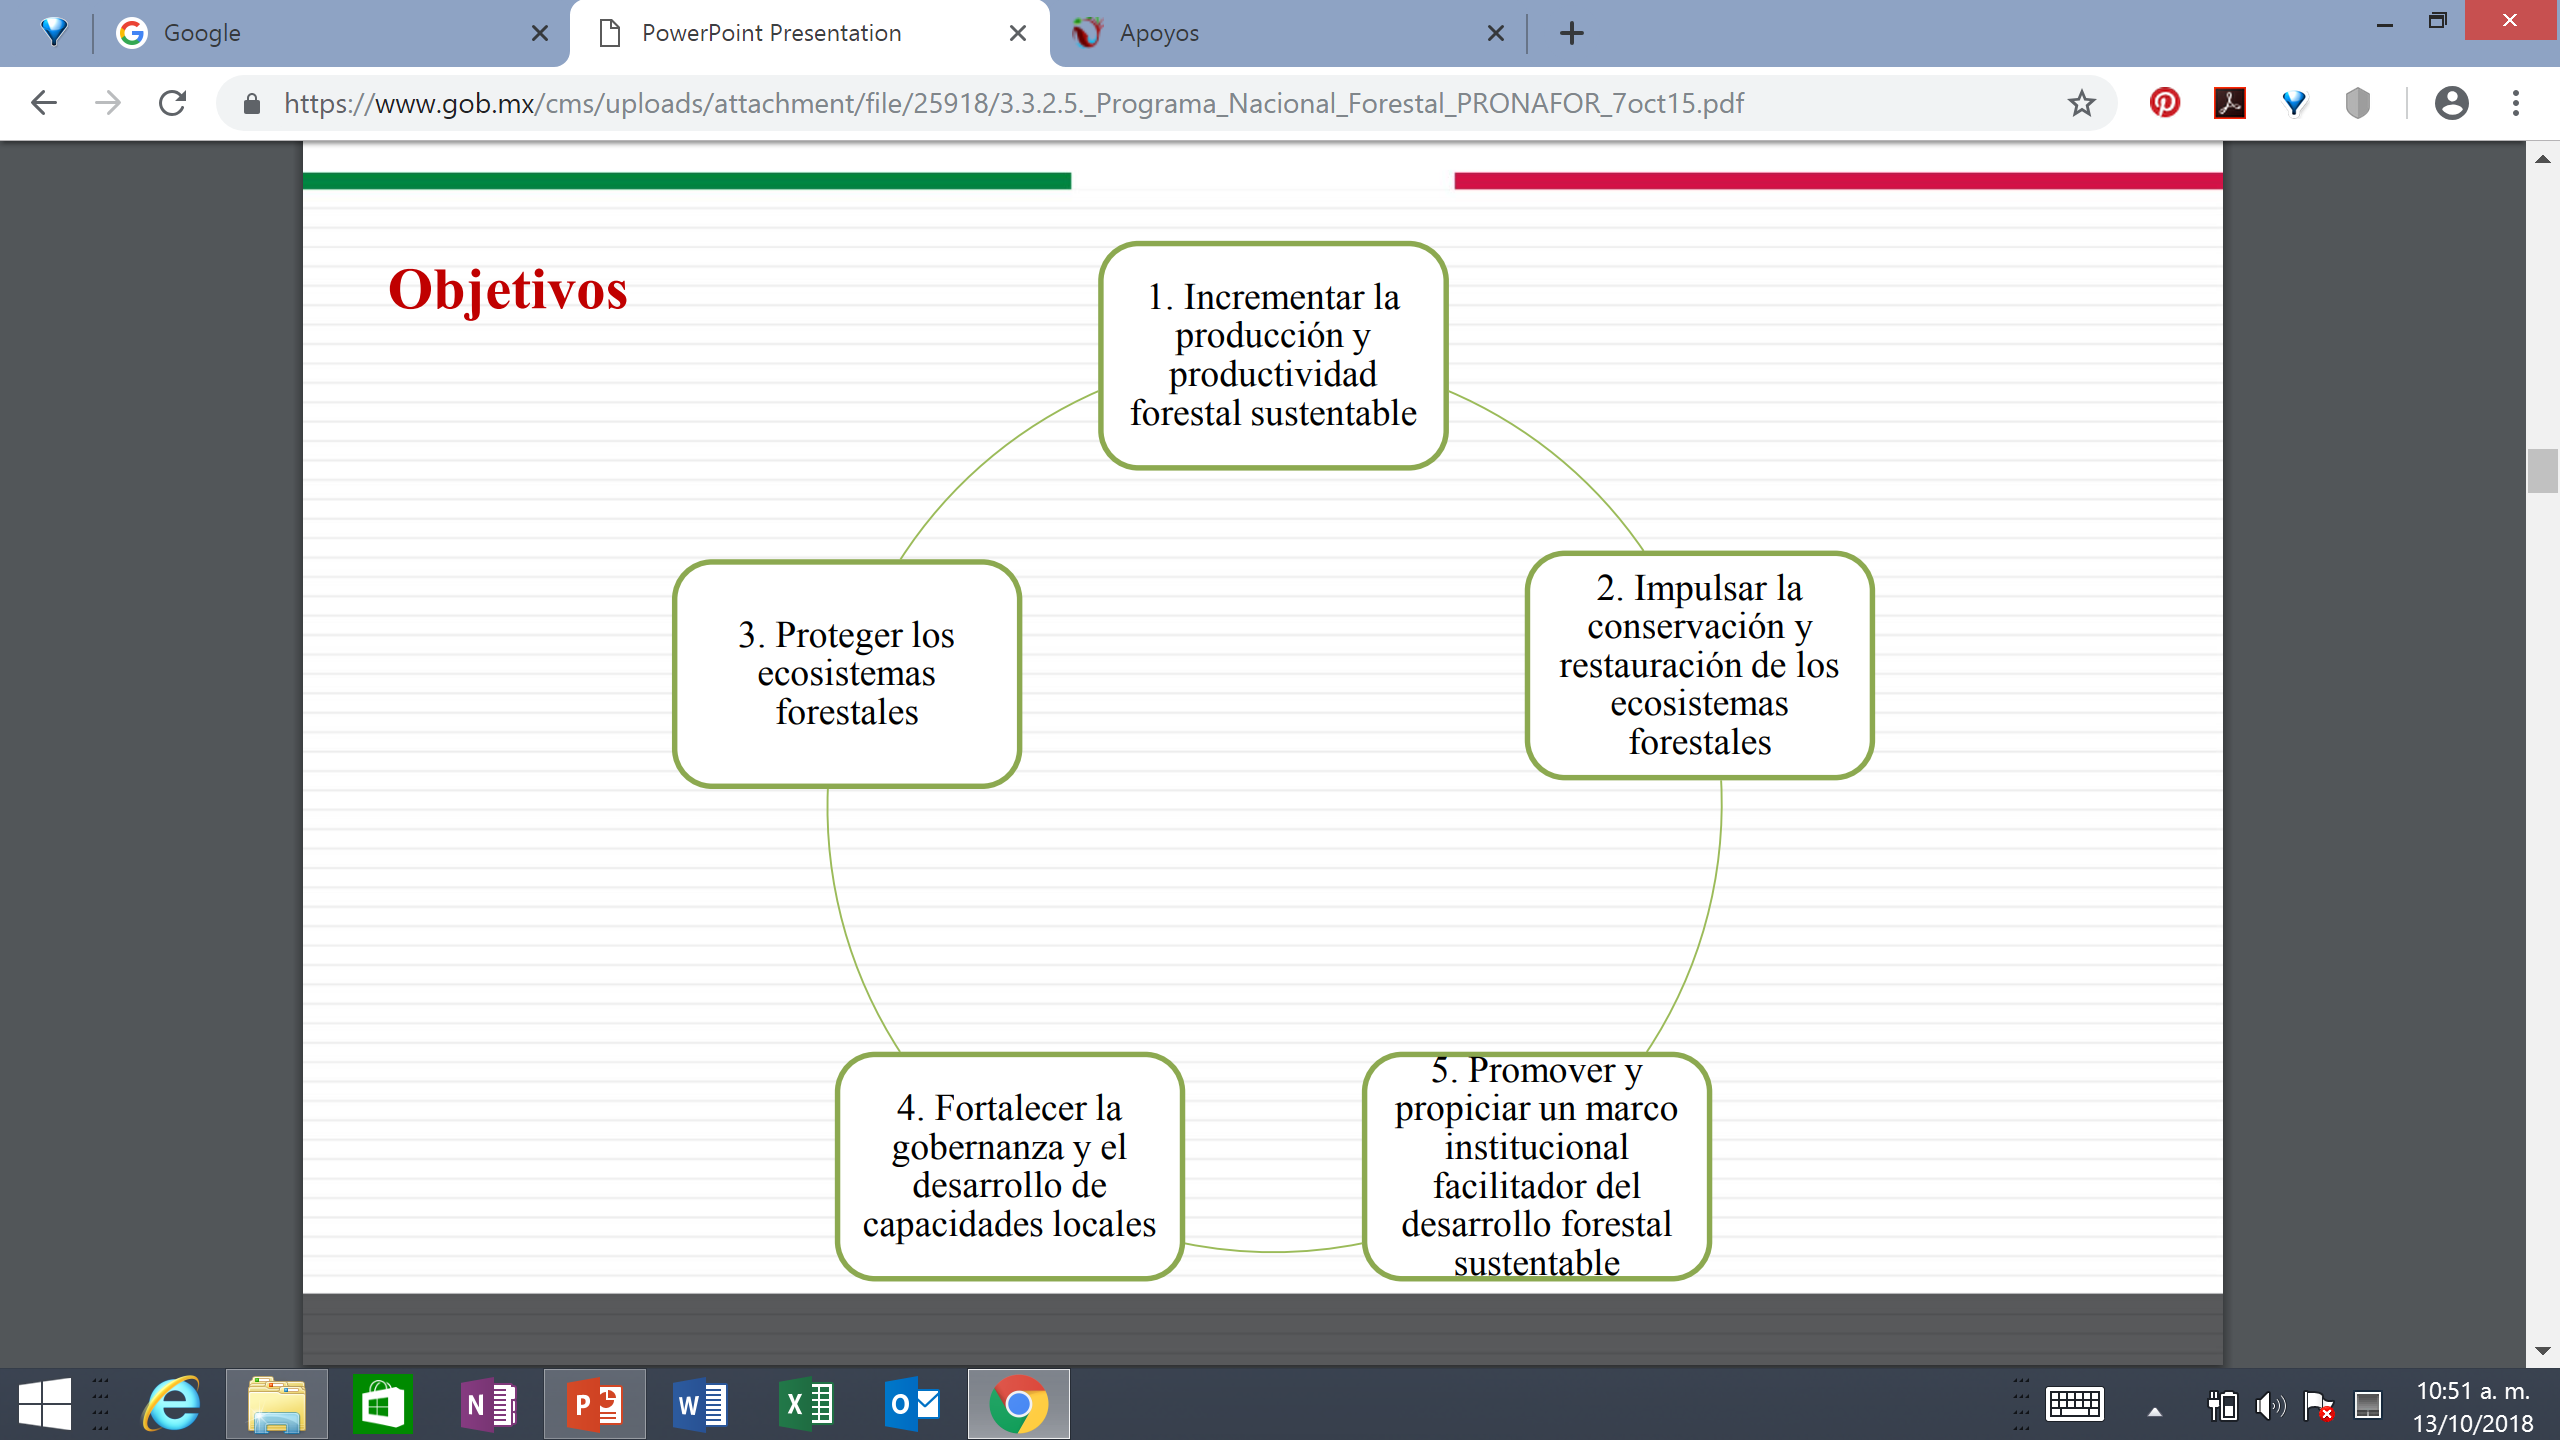 Google
PowerPoint Presentation
Apoyos
https://www.gob.mx/cms/uploads/attachment/file/25918/3.3.2.5._Programa_Nacional_Forestal_PRONAFOR_7oct15.pdf
Objetivos
1. Incrementar la
producción y
productividad
forestal sustentable
2. Impulsar la
conservación y
restauración de los
ecosistemas
forestales
3. Proteger los
ecosistemas
forestales
4. Fortalecer la
gobernanza y el
desarrollo de
capacidades locales
5. Promover y
propiciar un marco
institucional
facilitador del
desarrollo forestal
sustentable
10:51 a. m.
13/10/2018